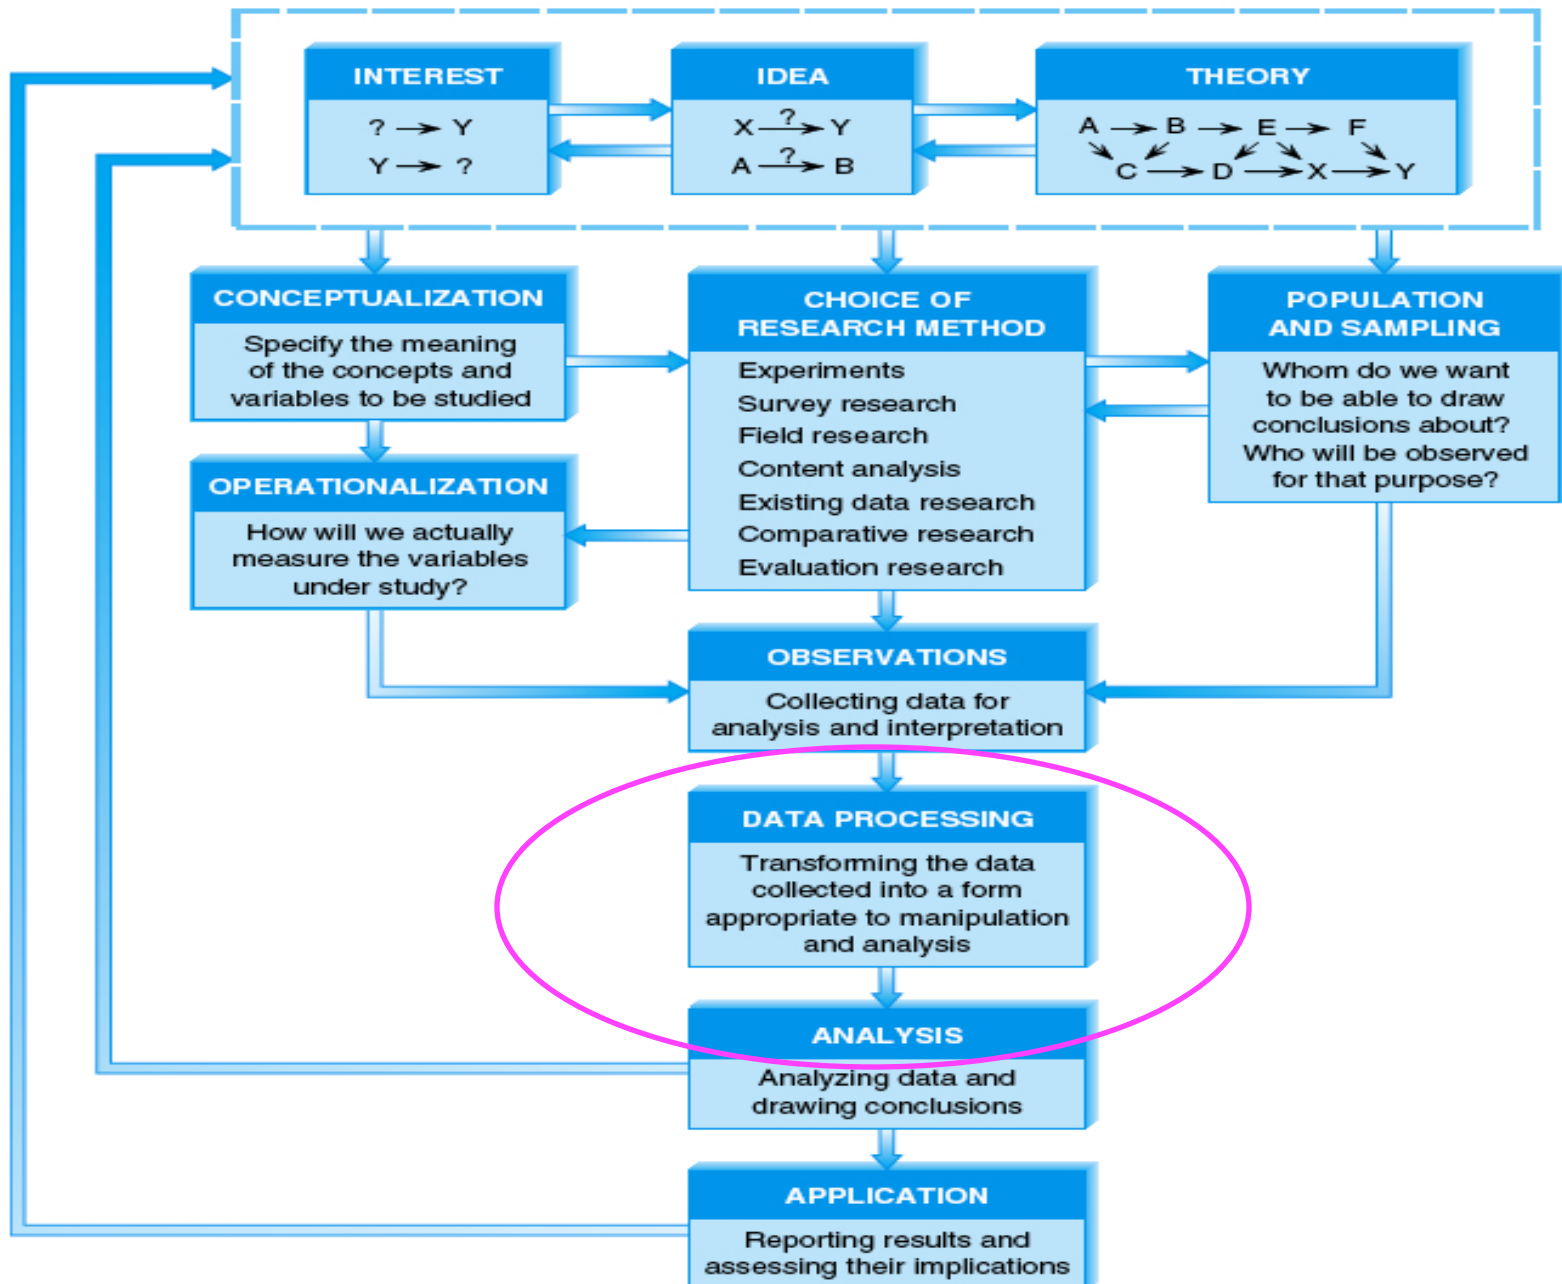 INTEREST
? → Y
Y → ?
IDEA
X ? → Y
A ? → B
THEORY
A → B → E → F
C → D → X → Y
CONCEPTUALIZATION
Specify the meaning
of the concepts and
variables to be studied
OPERATIONALIZATION
How will we actually
measure the variables
under study?
CHOICE OF
RESEARCH METHOD
Experiments
Survey research
Field research
Content analysis
Existing data research
Comparative research
Evaluation research
POPULATION
AND SAMPLING
Whom do we want
to be able to draw
conclusions about?
Who will be observed
for that purpose?
OBSERVATIONS
Collecting data for
analysis and interpretation
DATA PROCESSING
Transforming the data
collected into a form
appropriate to manipulation
and analysis
ANALYSIS
Analyzing data and
drawing conclusions
APPLICATION
Reporting results and
assessing their implications